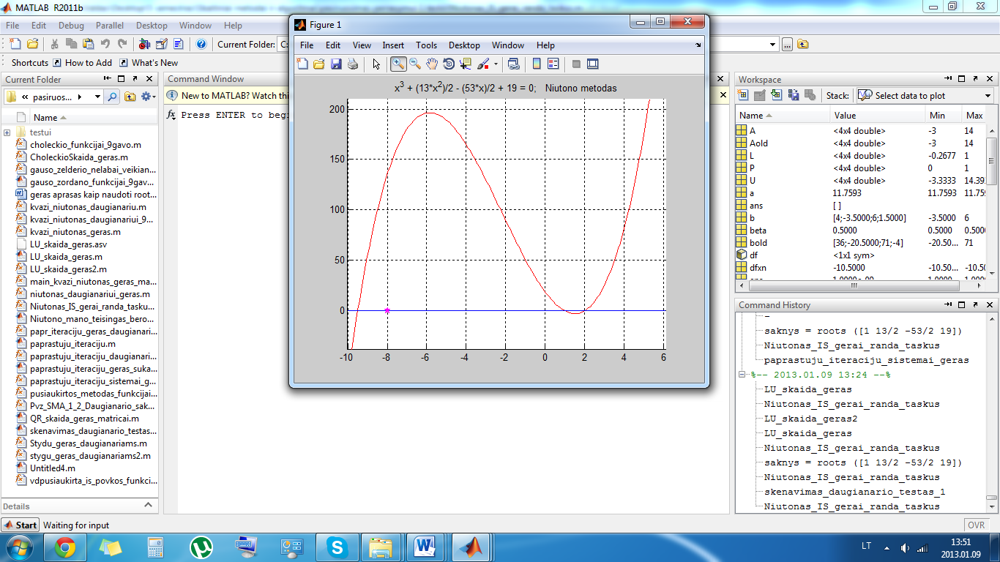 MATLAB R2011b
File Edit Debug Parallel Desktop Window Help
Current Folder: C:
Shortcuts How to Add What's New
Current Folder
« pasiruos...
Name
testui
choleckio_funkcijai_9gavo.m
CholeckioSkaida_geras.m
gauso_zelderio_nelabai_veikian...
gauso_zordano_funkcijai_9gav...
geras aprasas kaip naudoti root...
kvazi_niutonas_daugianariu.m
kvazi_niutonas_daugianariui_9...
kvazi_niutonas_geras.m
LU_skaida_geras.asv
LU_skaida_geras.m
LU_skaida_geras2.m
main_kvazi_niutonas_geras_ma...
niutonas_daugianariui_geras.m
Niutonas_IS_gerai_randa_tasku...
Niutono_mano_teisingas_bero...
papr_iteraciju_geras_daugianari...
paprastuju_iteraciju.m
paprastuju_iteraciju_daugianari...
paprastuju_iteraciju_geras_suka...
paprastuju_iteraciju_sistemai_g...
pusiaukirtos_metodas_funkcijai...
Pvz_SMA_1_2_Daugianario_sak...
QR_skaida_geras_matricai.m
skenavimas_daugianario_testas...
Stydu_geras_daugianariams.m
stygu_geras_daugianariams2.m
Untitled4.m
vdpusiaukirta_is_povkos_funkci...
Details
Command Window
New to MATLAB? Watch thi
fx Press ENTER to beg
Figure 1
File Edit View Insert Tools Desktop Window Help
x³ + (13*x²)/2 - (53*x)/2 + 19 = 0; Niutono metodas
200
150
100
50
0
-10 -8 -6 -4 -2 0 2 4 6
Workspace
Stack: Select data to plot
Name Value Min Max
A <4x4 double> -3 14
Aold <4x4 double> -3 14
L <4x4 double> -0.2677 1
P <4x4 double> 0 1
U <4x4 double> -3.3333 14.39
a 11.7593 11.7593 11.75
ans [ ]
b [4;-3.5000;6;1.5000] -3.5000 6
beta 0.5000 0.5000 0.500
bold [36;-20.5000;71;-4] -20.50... 71
df <1x1 sym>
dfxn -10.5000 -10.50... -10.50
Command History
saknys = roots ([1 13/2 -53/2 19])
Niutonas_IS_gerai_randa_taskus
paprastuju_iteraciju_sistemai_geras
%-- 2013.01.09 13:24 --%
LU_skaida_geras
Niutonas_IS_gerai_randa_taskus
LU_skaida_geras2
LU_skaida_geras
Niutonas_IS_gerai_randa_taskus
saknys = roots ([1 13/2 -53/2 19])
Niutonas_IS_gerai_randa_taskus
skenavimas_daugianario_testas_1
Niutonas_IS_gerai_randa_taskus
Start Waiting for input
OVR
LT
13:51
2013.01.09